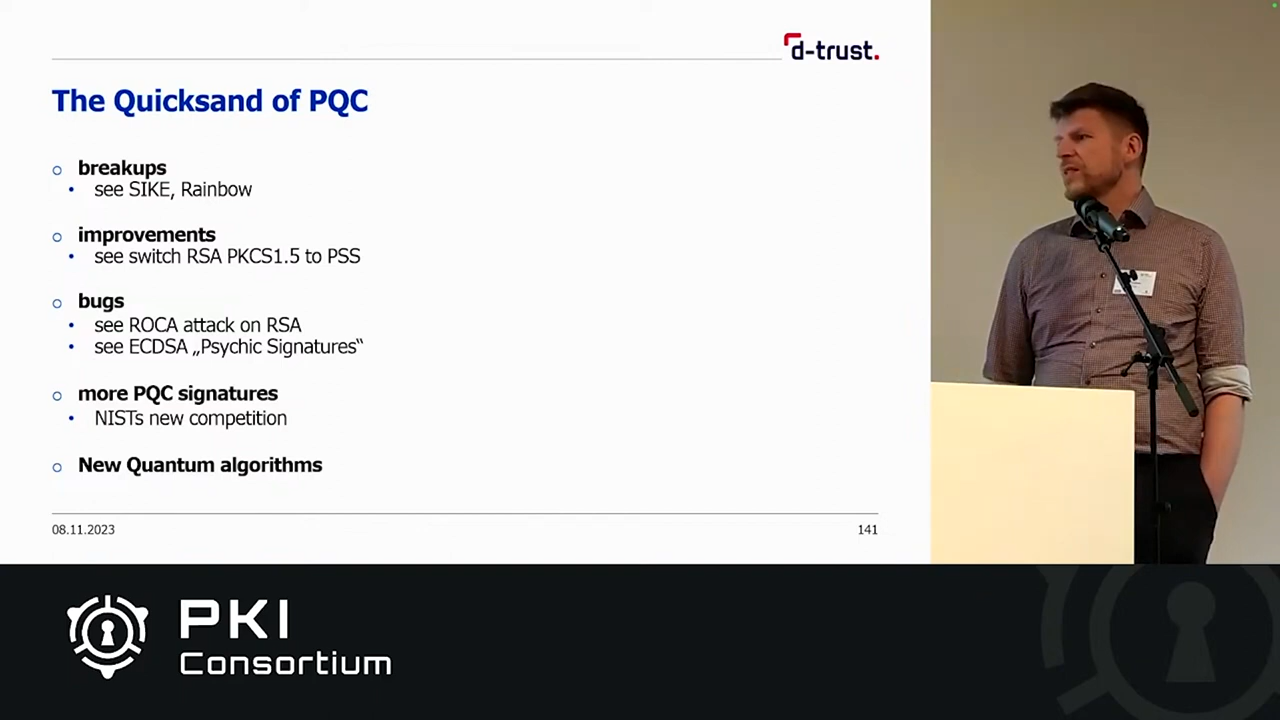 d-trust.
The Quicksand of PQC
breakups
see SIKE, Rainbow
improvements
see switch RSA PKCS1.5 to PSS
bugs
see ROCA attack on RSA
see ECDSA „Psychic Signatures“
more PQC signatures
NISTs new competition
New Quantum algorithms
08.11.2023
141
PKI
Consortium